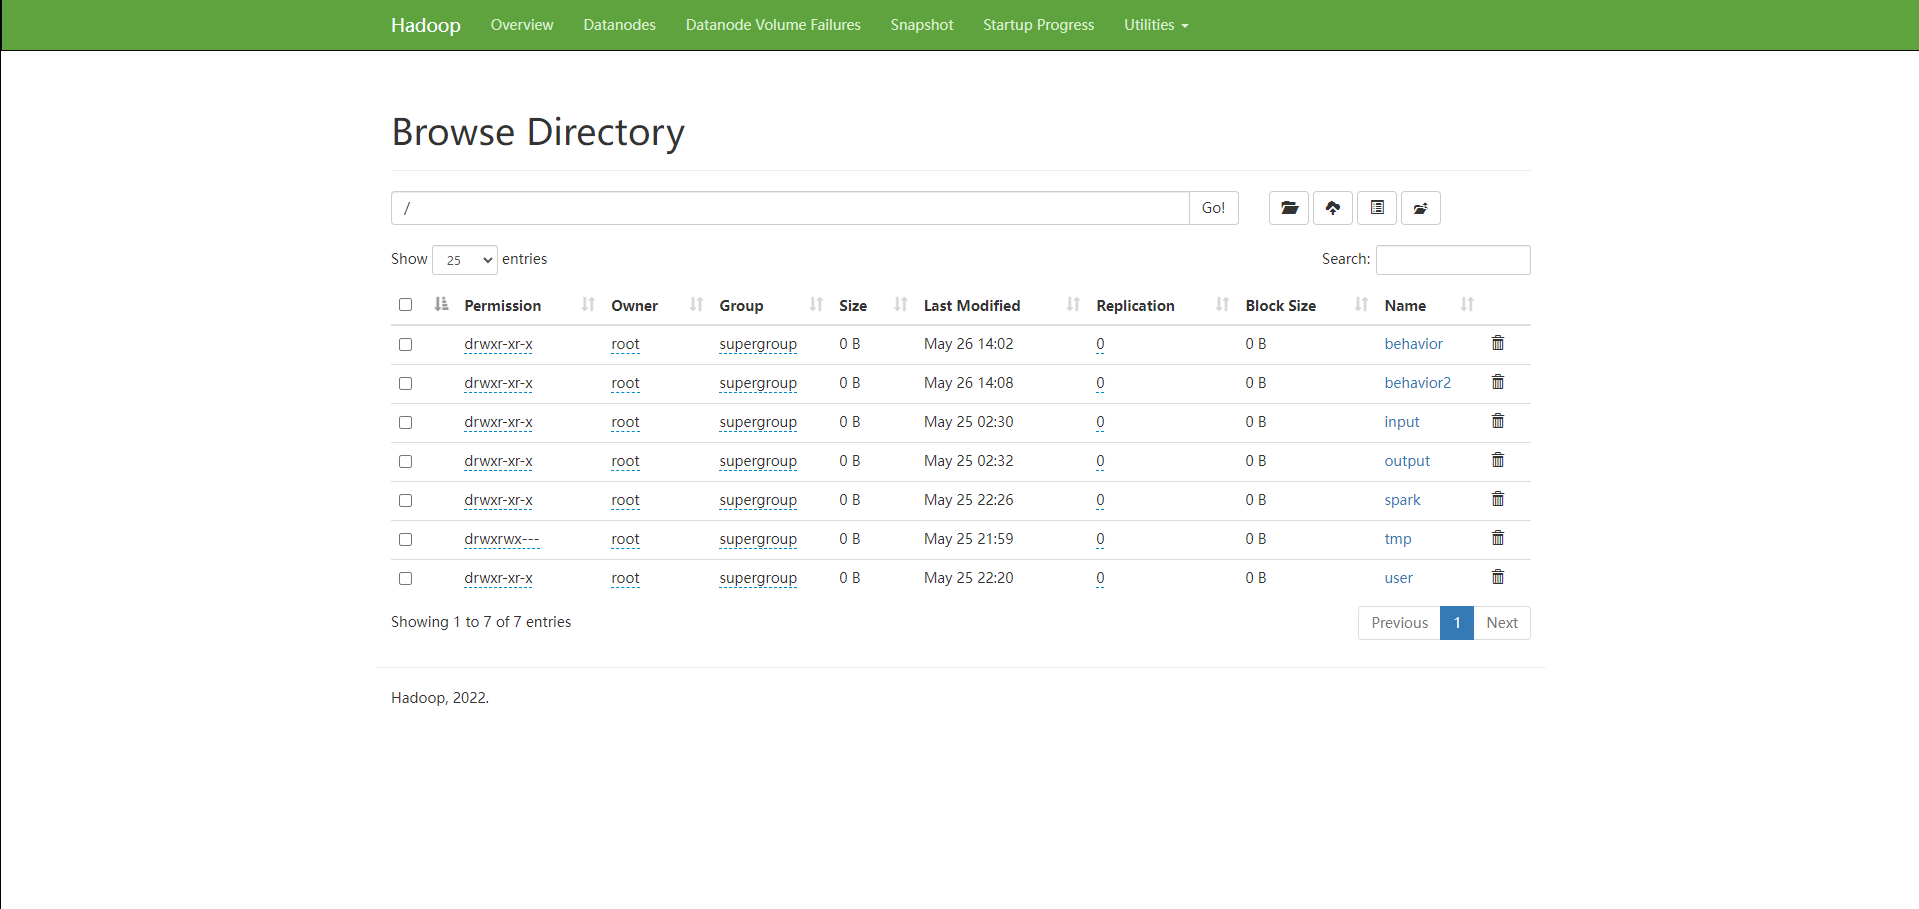 Hadoop Overview Datanodes Datanode Volume Failures Snapshot Startup Progress Utilities
Browse Directory
/ Go!
Show 25 entries Search:
Permission Owner Group Size Last Modified Replication Block Size Name
drwxr-xr-x root supergroup 0 B May 26 14:02 0 0 B behavior
drwxr-xr-x root supergroup 0 B May 26 14:08 0 0 B behavior2
drwxr-xr-x root supergroup 0 B May 25 02:30 0 0 B input
drwxr-xr-x root supergroup 0 B May 25 02:32 0 0 B output
drwxr-xr-x root supergroup 0 B May 25 22:26 0 0 B spark
drwxrwx--- root supergroup 0 B May 25 21:59 0 0 B tmp
drwxr-xr-x root supergroup 0 B May 25 22:20 0 0 B user
Showing 1 to 7 of 7 entries Previous 1 Next
Hadoop, 2022.